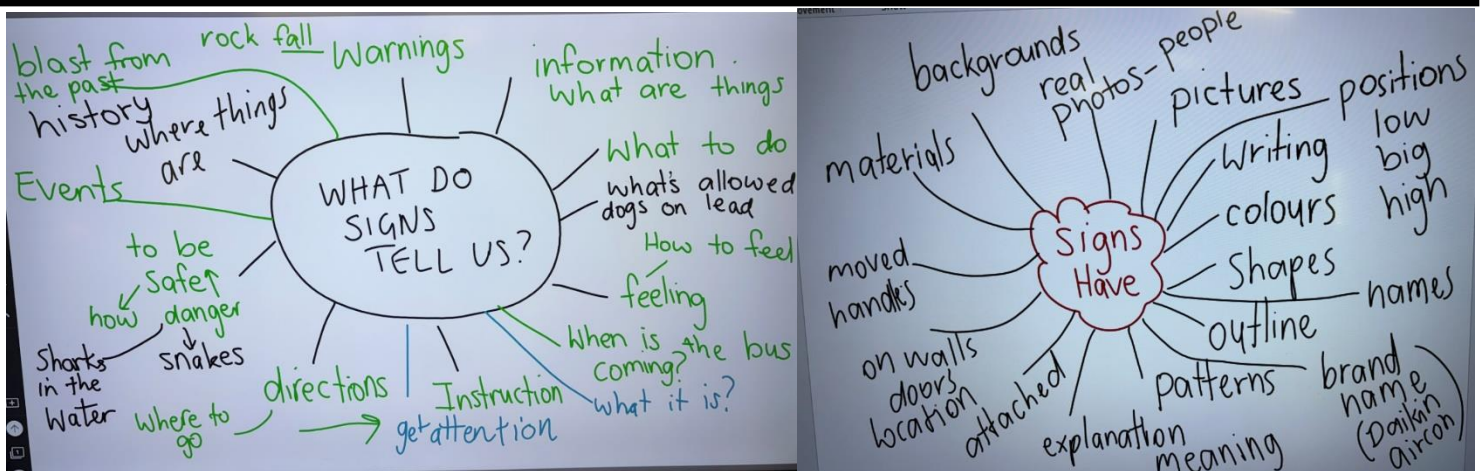 blast from
the past
history
rock fall
Warnings
information.
What are things
where things
are
Events
WHAT DO
SIGNS
TELL US?
What to do
what's allowed
dogs on lead
How to feel
feeling
to be
safe
how danger
snakes
Sharks
in the
Water
When is the bus
coming?
what it is?
directions
Where to
go
Instruction
get attention
backgrounds
real
photos-people
pictures
positions
low
big
high
materials
Writing
colours
Signs
Have
Shapes
names
moved
handles
outline
on walls
doors
location
attached
patterns
brand
name
(Daikin
aircon)
explanation
meaning